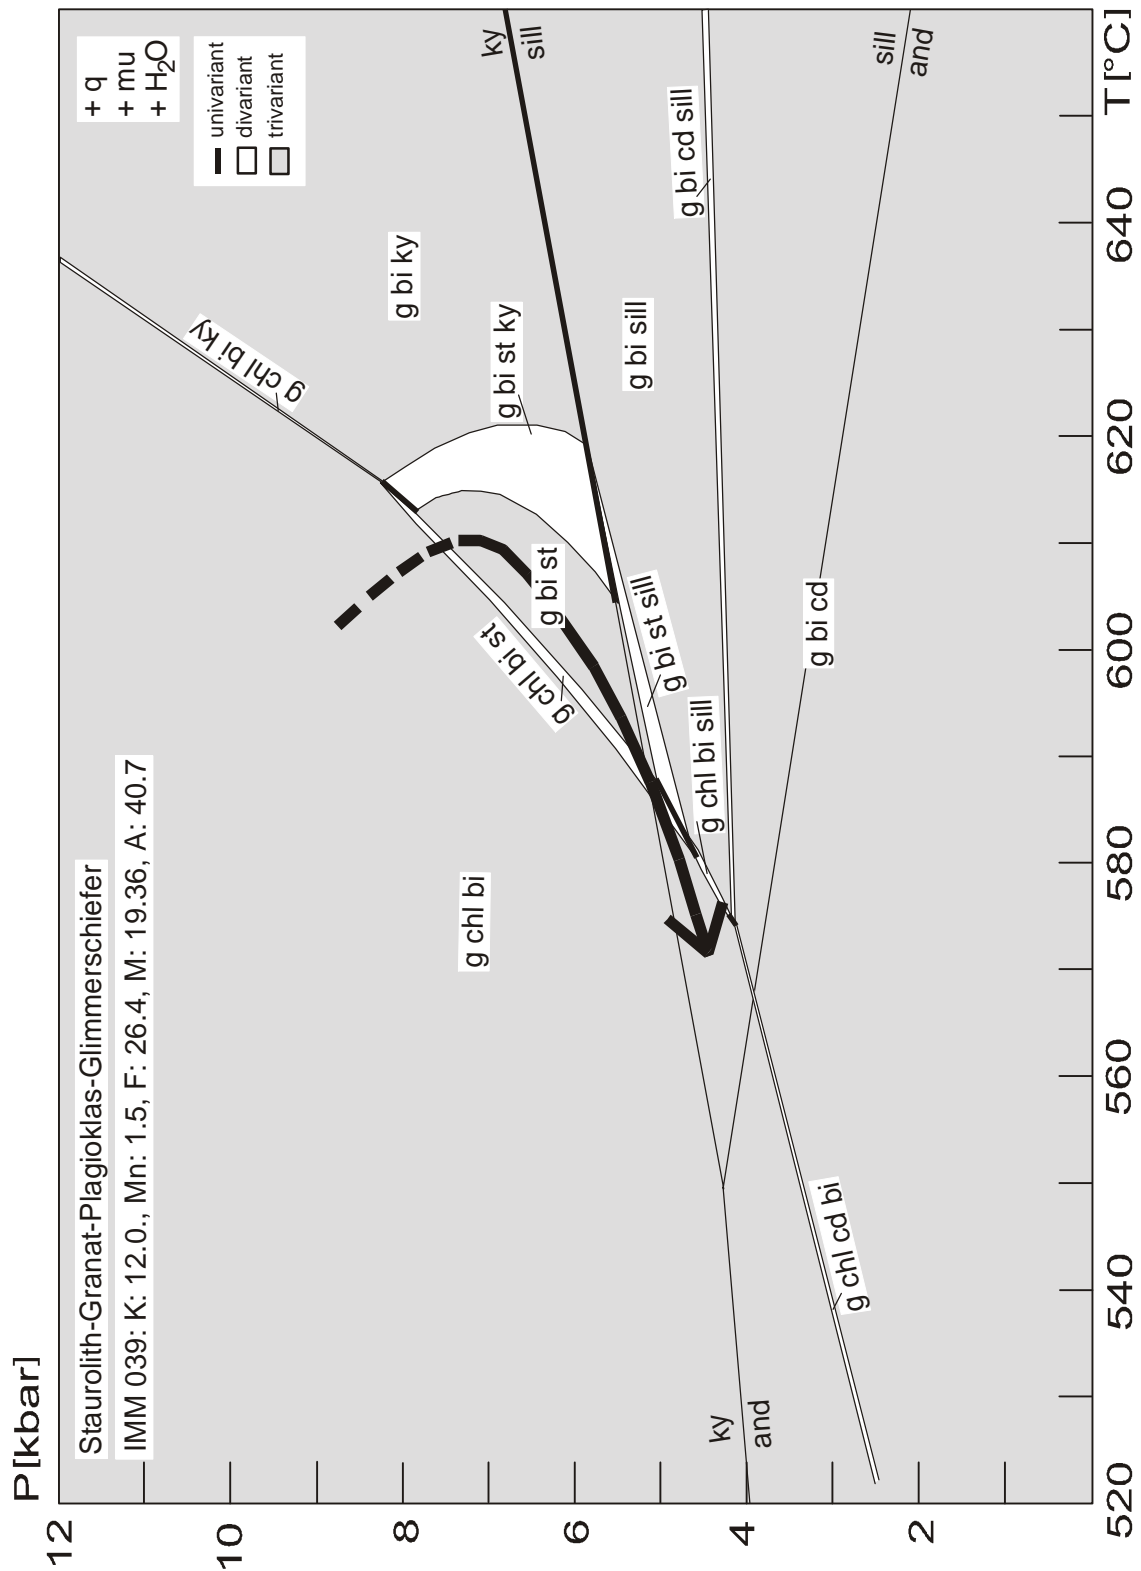 P[kbar]
Staurolith-Granat-Plagioklas-Glimmerschiefer
IMM 039: K: 12.0., Mn: 1.5, F: 26.4, M: 19.36, A: 40.7
+ q
+ mu
+ H₂O
univariant
divariant
trivariant
g chl bi ky
g bi ky
ky
sill
g bi st ky
g bi st
g chl bi st
g chl bi
g bi sill
g bi st sill
g chl bi sill
g bi cd sill
sill
and
g bi cd
ky
and
g chl cd bi
12
10
8
6
4
2
520
540
560
580
600
620
640
T[°C]